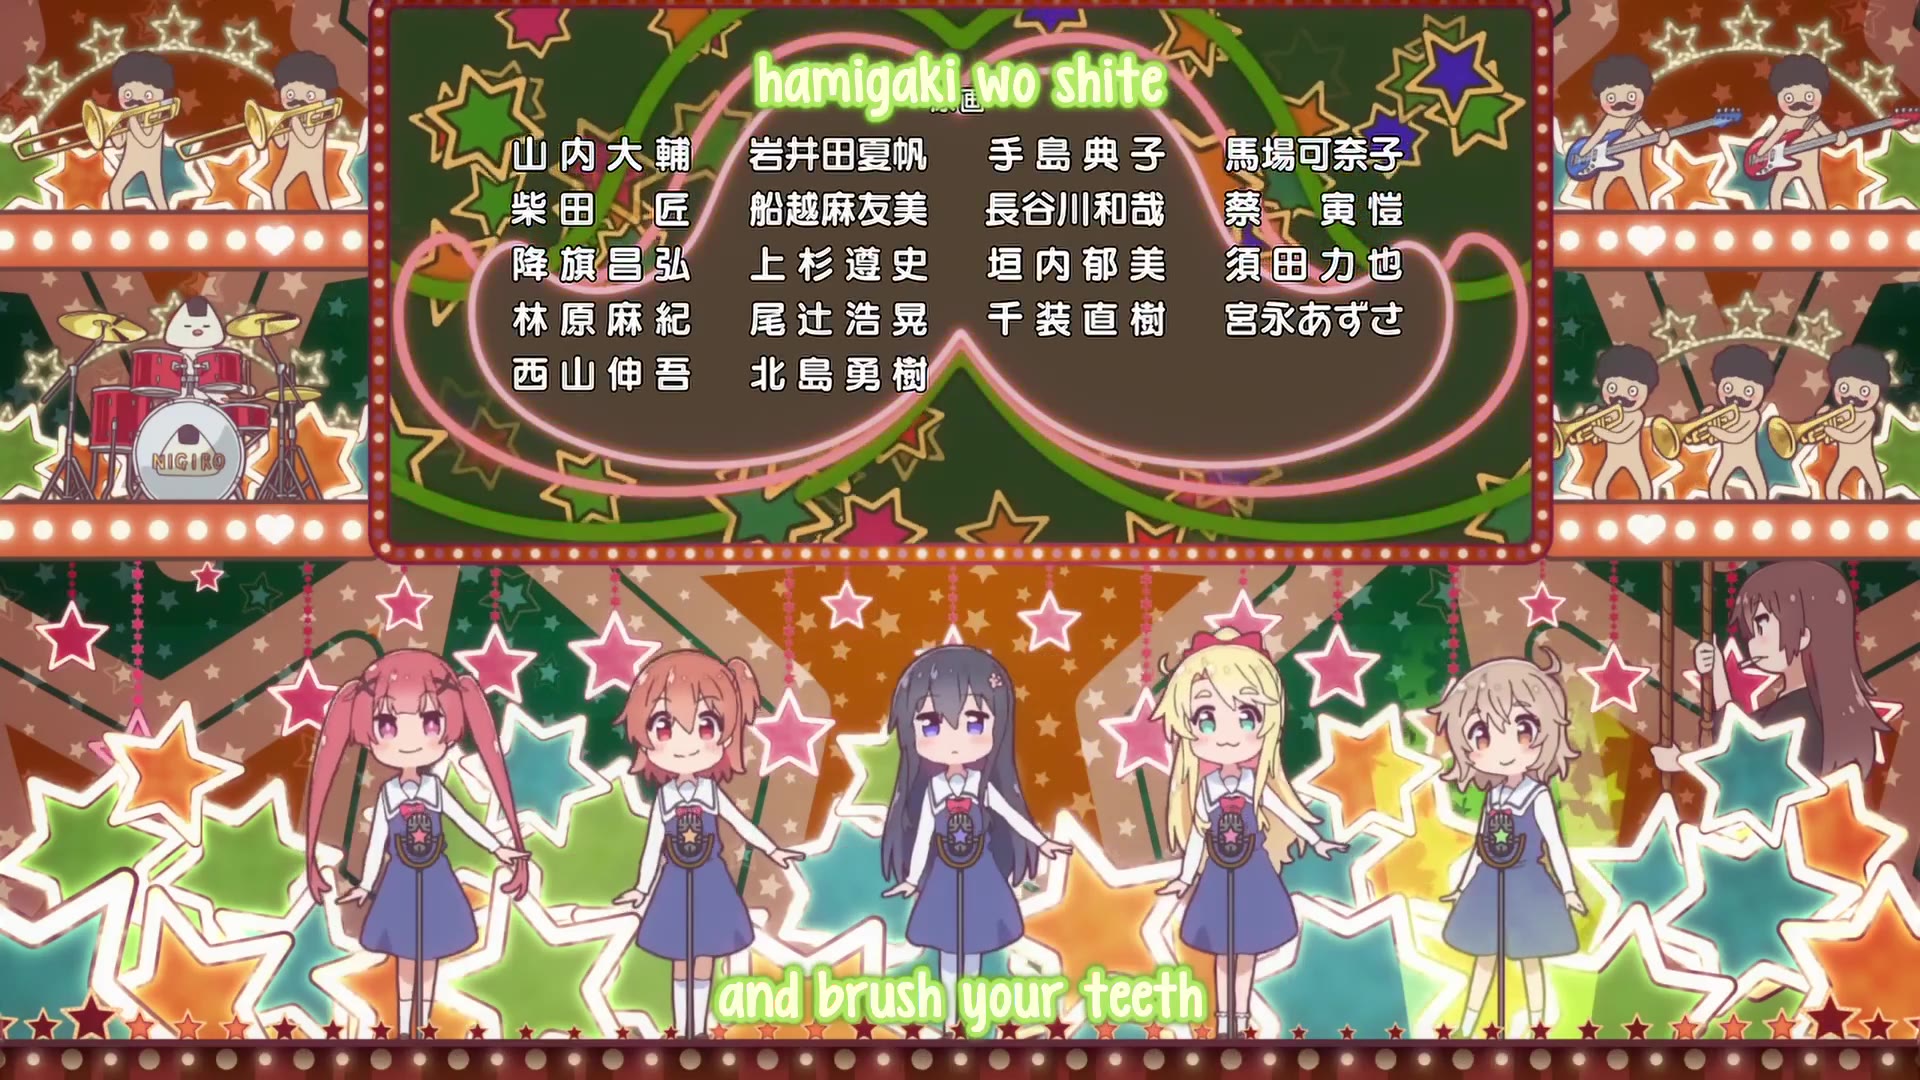 hamigaki wo shite
原画
山内大輔 岩井田夏帆 手島典子 馬場可奈子
柴田 匠 船越麻友美 長谷川和哉 蔡 寅愷
降旗昌弘 上杉遵史 垣内郁美 須田力也
林原麻紀 尾辻浩晃 千装直樹 宮永あずさ
西山伸吾 北島勇樹
NIGIRO
and brush your teeth